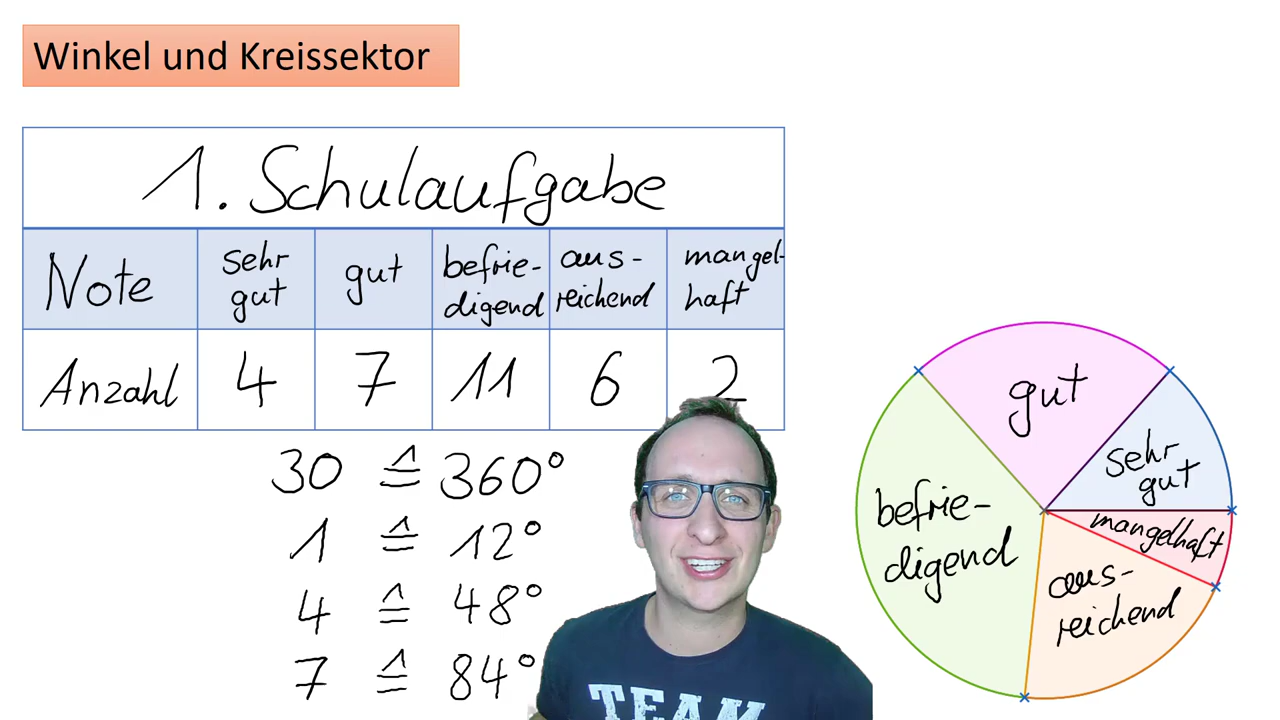 Winkel und Kreissektor
1. Schulaufgabe
Note
sehr
gut
gut
befrie-
digend
aus-
reichend
mangel-
haft
Anzahl
4
7
11
6
2
30 ≙ 360°
1 ≙ 12°
4 ≙ 48°
7 ≙ 84°
gut
sehr
gut
befrie-
digend
mangelhaft
aus-
reichend
TEAM